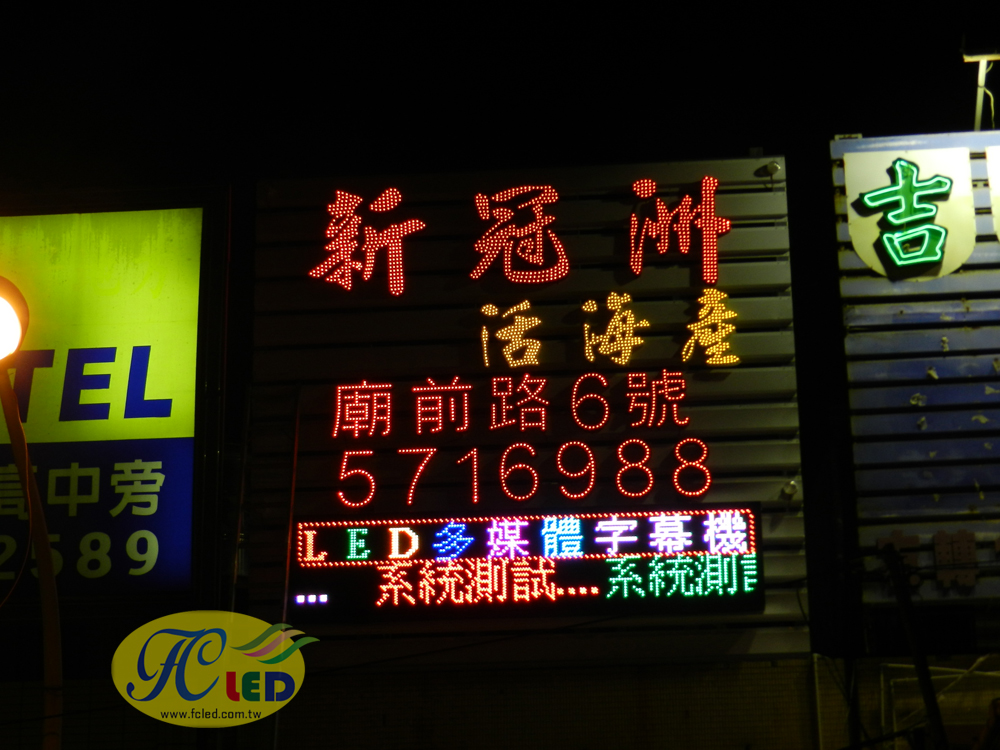 新冠洲
活海產
廟前路6號
5716988
LED多媒體字幕機
... 系統測試.... 系統測
TEL
中旁
589
吉
FC LED
www.fcled.com.tw